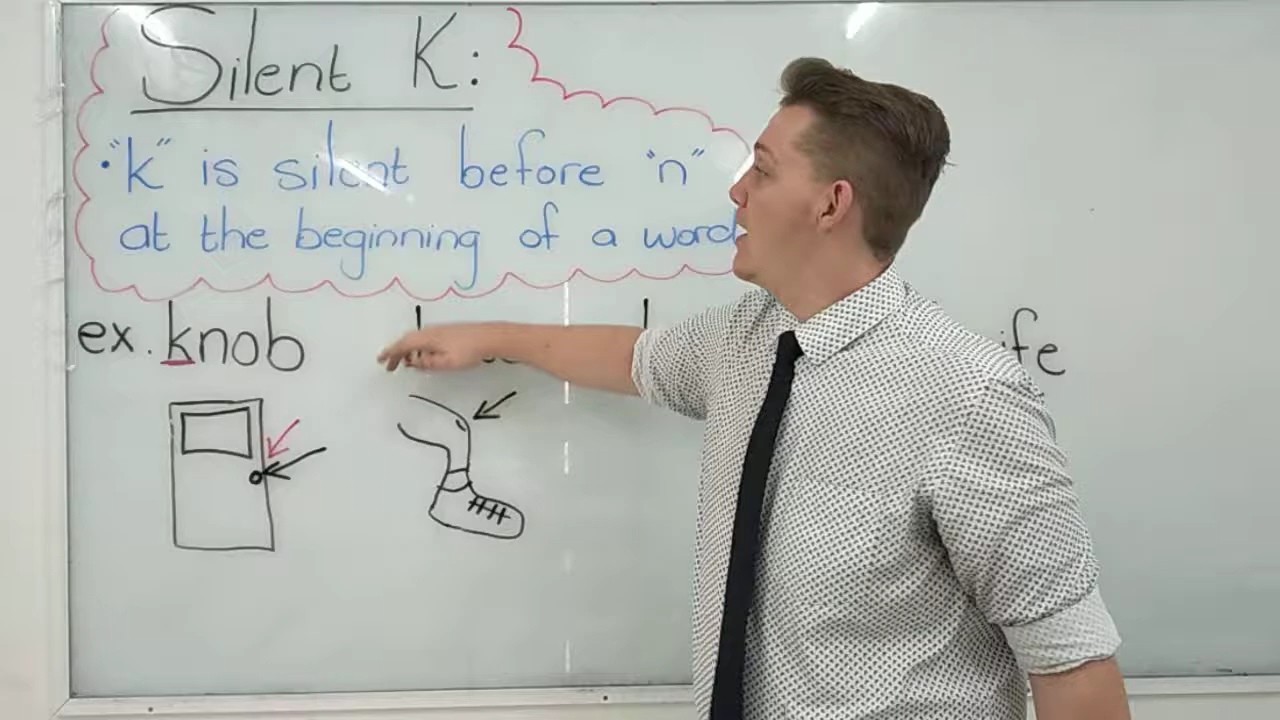 Silent K:
• "k" is silent before "n"
at the beginning of a word
ex. knob